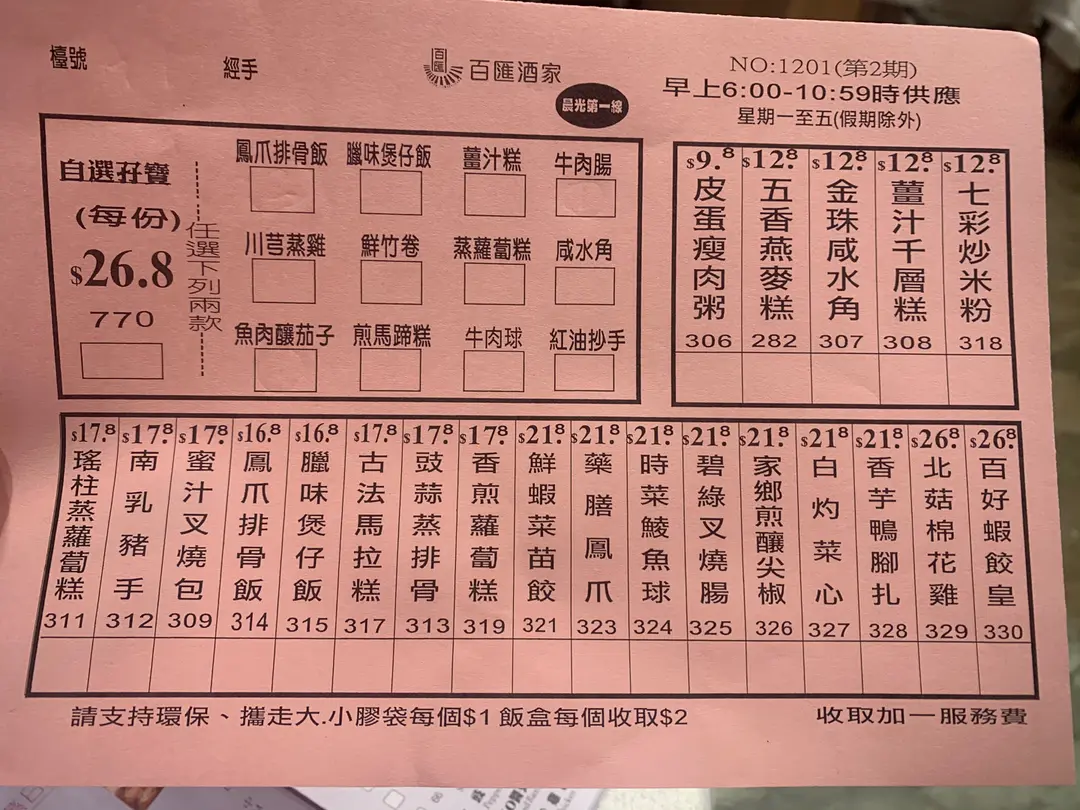 檯號
經手
百匯
百匯酒家
晨光第一線
NO:1201(第2期)
早上6:00-10:59時供應
星期一至五(假期除外)
自選孖寶
(每份)
$26.8
770
任選下列兩款
鳳爪排骨飯 臘味煲仔飯 薑汁糕 牛肉腸
川芎蒸雞 鮮竹卷 蒸蘿蔔糕 咸水角
魚肉釀茄子 煎馬蹄糕 牛肉球 紅油抄手
$9.8 皮蛋瘦肉粥 306
$12.8 五香燕麥糕 282
$12.8 金珠咸水角 307
$12.8 薑汁千層糕 308
$12.8 七彩炒米粉 318
$17.8 瑤柱蒸蘿蔔糕 311
$17.8 南乳豬手 312
$17.8 蜜汁叉燒包 309
$16.8 鳳爪排骨飯 314
$16.8 臘味煲仔飯 315
$17.8 古法馬拉糕 317
$17.8 豉蒜蒸排骨 313
$17.8 香煎蘿蔔糕 319
$21.8 鮮蝦菜苗餃 321
$21.8 藥膳鳳爪 323
$21.8 時菜鯪魚球 324
$21.8 碧綠叉燒腸 325
$21.8 家鄉煎釀尖椒 326
$21.8 白灼菜心 327
$21.8 香芋鴨腳扎 328
$26.8 北菇棉花雞 329
$26.8 百好蝦餃皇 330
請支持環保、攜走大.小膠袋每個$1 飯盒每個收取$2
收取加一服務費